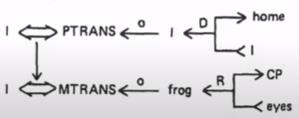 home
I PTRANS o I D
I
CP
I MTRANS o frog R
eyes